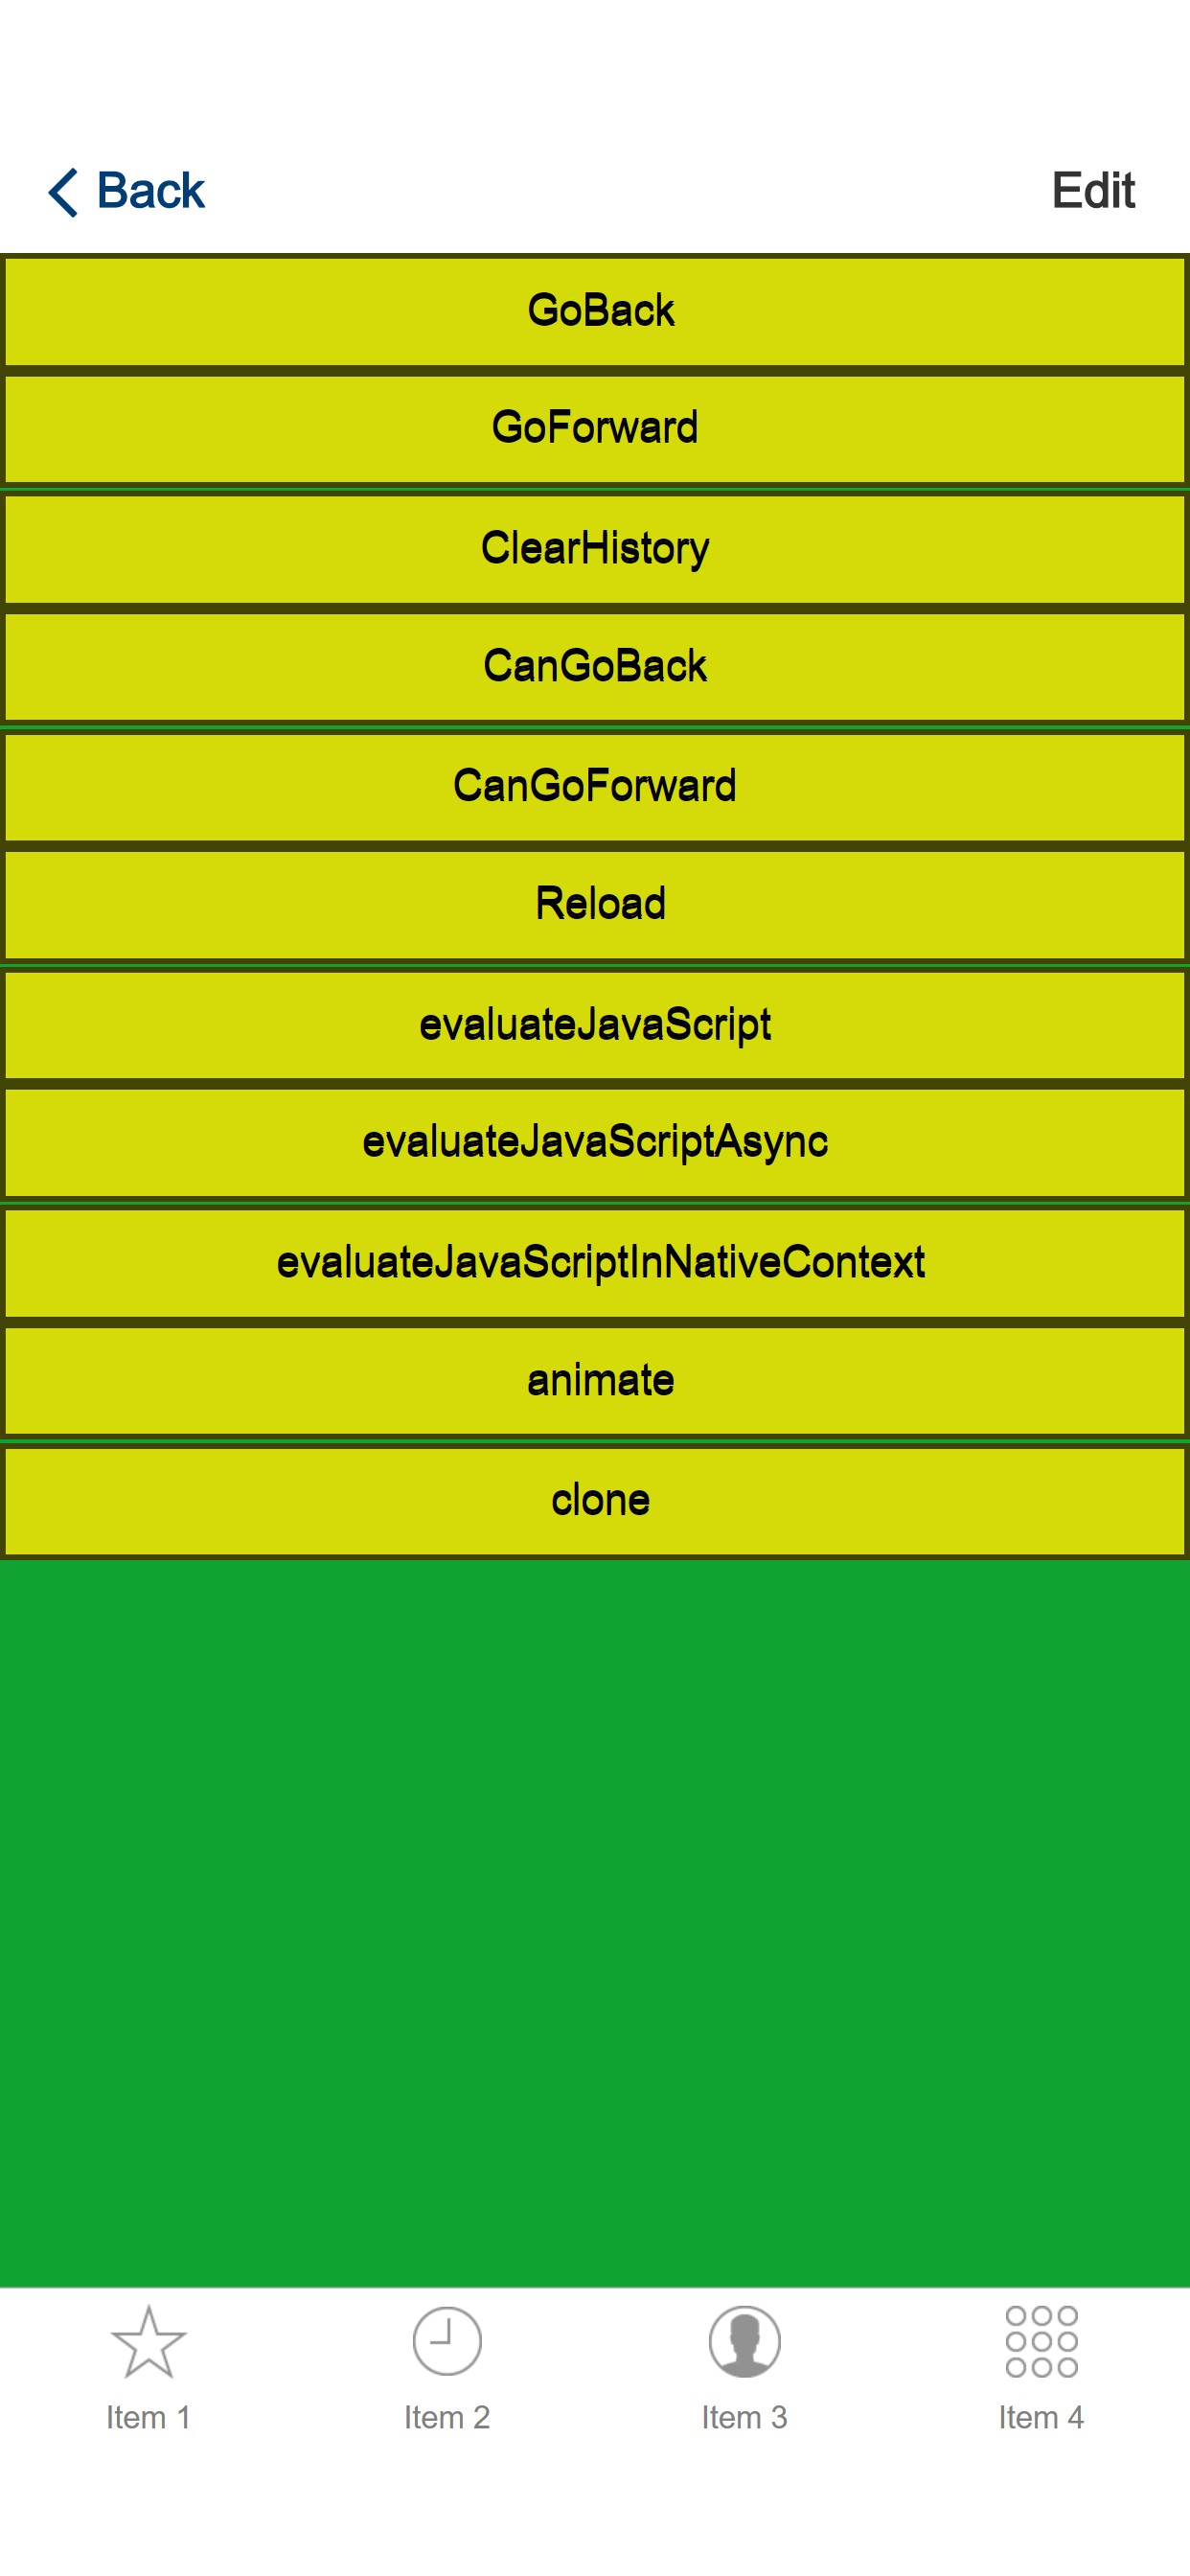 Back
Edit
GoBack
GoForward
ClearHistory
CanGoBack
CanGoForward
Reload
evaluateJavaScript
evaluateJavaScriptAsync
evaluateJavaScriptInNativeContext
animate
clone
Item 1
Item 2
Item 3
Item 4